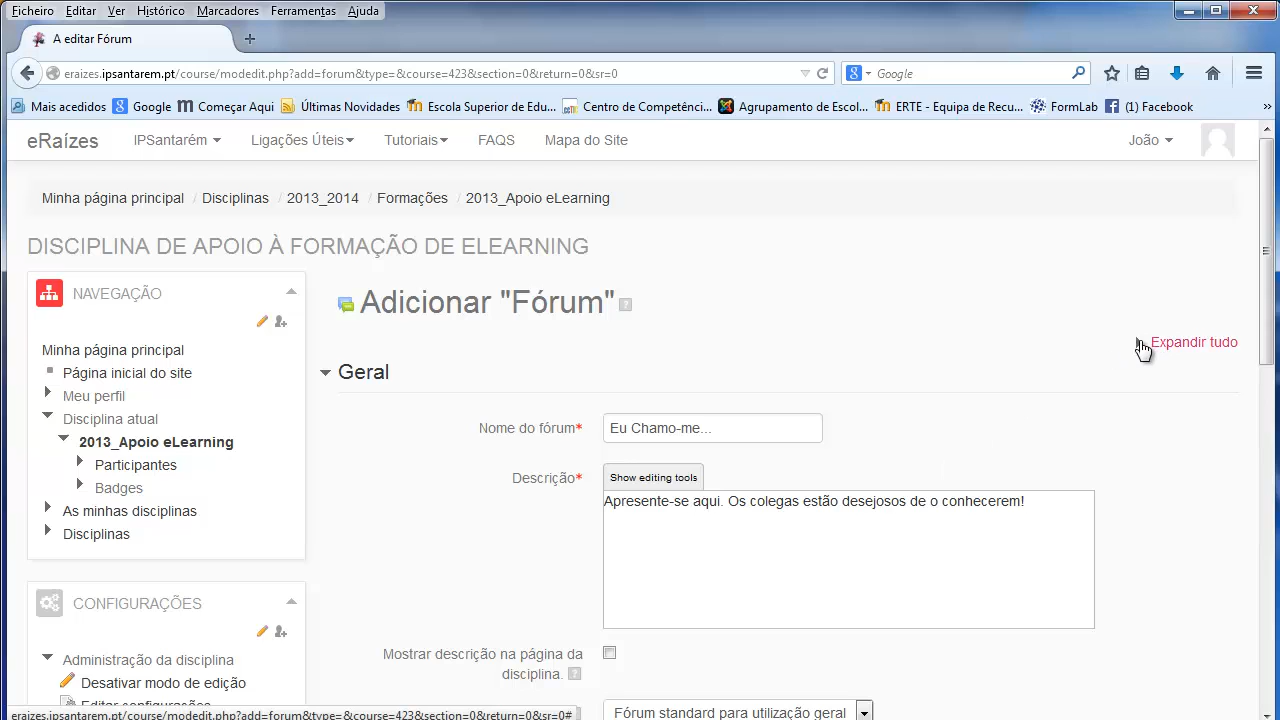 Ficheiro Editar Ver Histórico Marcadores Ferramentas Ajuda
A editar Fórum
eraizes.ipsantarem.pt/course/modedit.php?add=forum&type=&course=423&section=0&return=0&sr=0
Google
Mais acedidos Google Começar Aqui Últimas Novidades Escola Superior de Edu... Centro de Competênci... Agrupamento de Escol... ERTE - Equipa de Recu... FormLab (1) Facebook »
eRaízes IPSantarém Ligações Úteis Tutoriais FAQS Mapa do Site João
Minha página principal / Disciplinas / 2013_2014 / Formações / 2013_Apoio eLearning
DISCIPLINA DE APOIO À FORMAÇÃO DE ELEARNING
NAVEGAÇÃO
Minha página principal
Página inicial do site
Meu perfil
Disciplina atual
2013_Apoio eLearning
Participantes
Badges
As minhas disciplinas
Disciplinas
CONFIGURAÇÕES
Administração da disciplina
Desativar modo de edição
eraizes.ipsantarem.pt/course/modedit.php?add=forum&type=&course=423&section=0&return=0&sr=0#
Adicionar "Fórum" ?
Expandir tudo
Geral
Nome do fórum* Eu Chamo-me...
Descrição* Show editing tools
Apresente-se aqui. Os colegas estão desejosos de o conhecerem!
Mostrar descrição na página da
disciplina. ?
Fórum standard para utilização geral